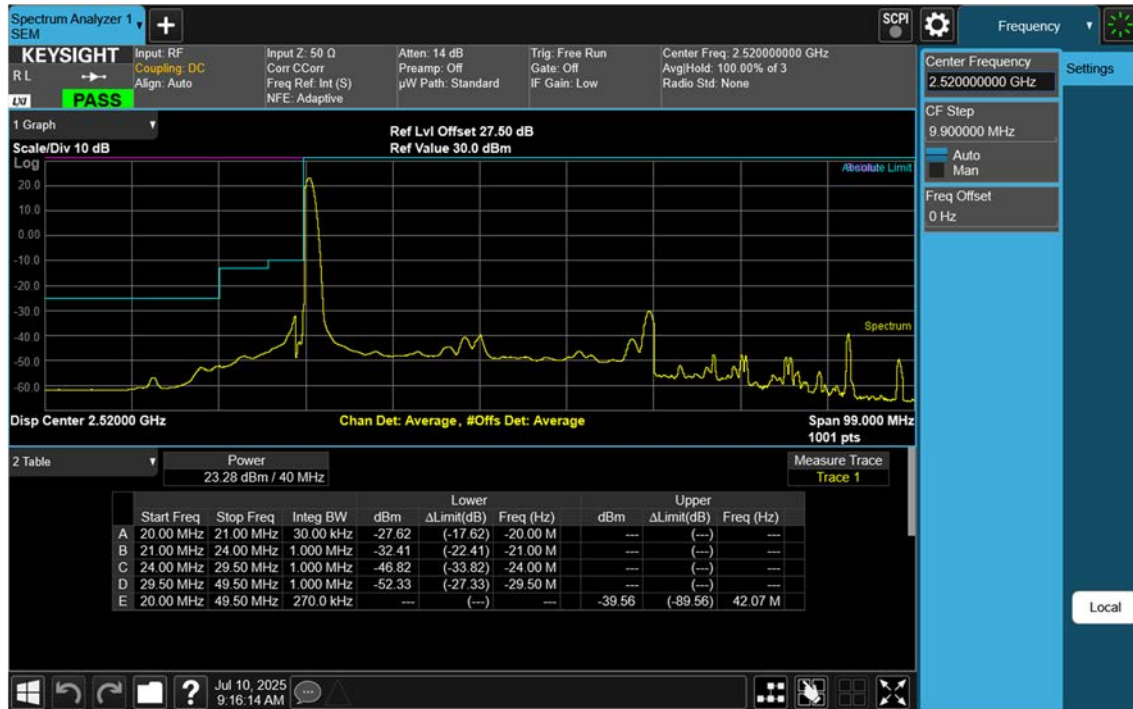 Spectrum Analyzer 1
SEM
SCPI
Frequency
KEYSIGHT
R L
LXI
PASS
Input: RF
Coupling: DC
Align: Auto
Input Z: 50 Ω
Corr CCorr
Freq Ref: Int (S)
NFE: Adaptive
Atten: 14 dB
Preamp: Off
µW Path: Standard
Trig: Free Run
Gate: Off
IF Gain: Low
Center Freq: 2.520000000 GHz
Avg|Hold: 100.00% of 3
Radio Std: None
Center Frequency
2.520000000 GHz
Settings
CF Step
9.900000 MHz
Auto
Man
Freq Offset
0 Hz
Local
1 Graph
Scale/Div 10 dB
Ref Lvl Offset 27.50 dB
Ref Value 30.0 dBm
Log
Absolute Limit
20.0
10.0
0.00
-10.0
-20.0
-30.0
-40.0
-50.0
-60.0
Spectrum
Disp Center 2.52000 GHz
Chan Det: Average, #Offs Det: Average
Span 99.000 MHz
1001 pts
2 Table
Power
23.28 dBm / 40 MHz
Measure Trace
Trace 1
Lower Upper
Start Freq Stop Freq Integ BW dBm ΔLimit(dB) Freq (Hz) dBm ΔLimit(dB) Freq (Hz)
A 20.00 MHz 21.00 MHz 30.00 kHz -27.62 (-17.62) -20.00 M --- (---) ---
B 21.00 MHz 24.00 MHz 1.000 MHz -32.41 (-22.41) -21.00 M --- (---) ---
C 24.00 MHz 29.50 MHz 1.000 MHz -46.82 (-33.82) -24.00 M --- (---) ---
D 29.50 MHz 49.50 MHz 1.000 MHz -52.33 (-27.33) -29.50 M --- (---) ---
E 20.00 MHz 49.50 MHz 270.0 kHz --- (---) --- -39.56 (-89.56) 42.07 M
?
Jul 10, 2025
9:16:14 AM